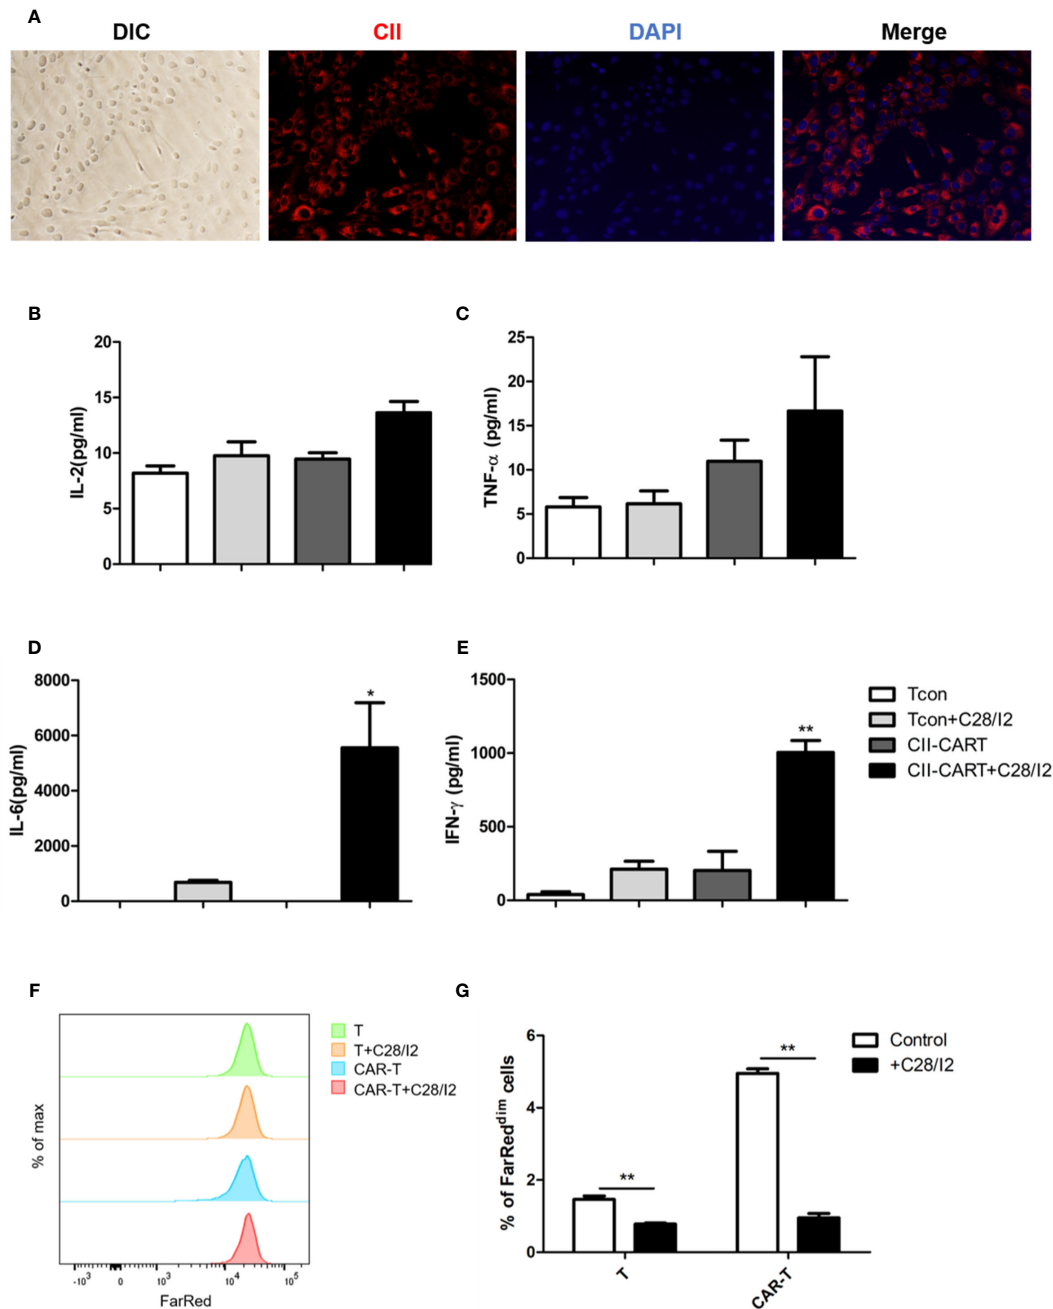 A
DIC
CII
DAPI
Merge
B
IL-2(pg/ml)
20
15
10
5
0
C
TNF-α (pg/ml)
25
20
15
10
5
0
D
IL-6(pg/ml)
8000
6000
4000
2000
0
*
E
IFN-γ (pg/ml)
1500
1000
500
0
**
Tcon
Tcon+C28/I2
CII-CART
CII-CART+C28/I2
F
% of max
T
T+C28/I2
CAR-T
CAR-T+C28/I2
-10³ 0 10³ 10⁴ 10⁵
FarRed
G
% of FarRedᵈⁱᵐ cells
6
4
2
0
**
**
T
CAR-T
Control
+C28/I2